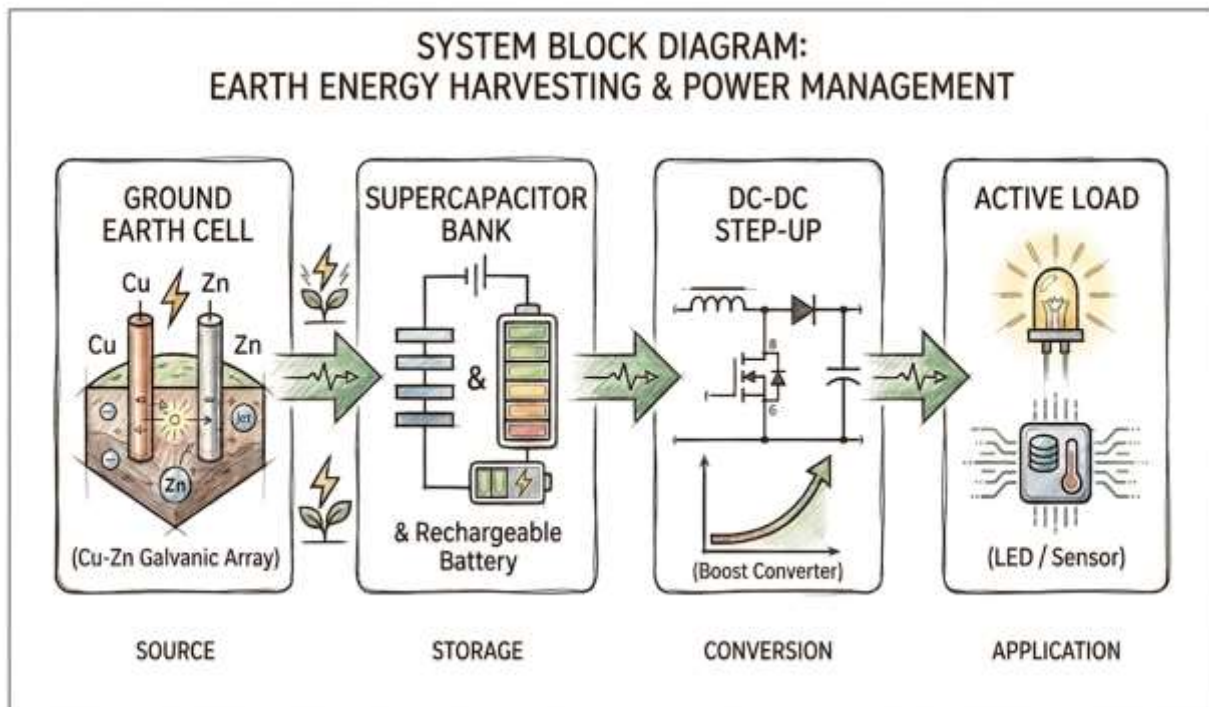 SYSTEM BLOCK DIAGRAM:
EARTH ENERGY HARVESTING & POWER MANAGEMENT
GROUND
EARTH CELL
Cu Zn
Cu Zn
Zn
(Cu-Zn Galvanic Array)
SOURCE
SUPERCAPACITOR
BANK
&
& Rechargeable
Battery
STORAGE
DC-DC
STEP-UP
8
6
(Boost Converter)
CONVERSION
ACTIVE LOAD
(LED / Sensor)
APPLICATION